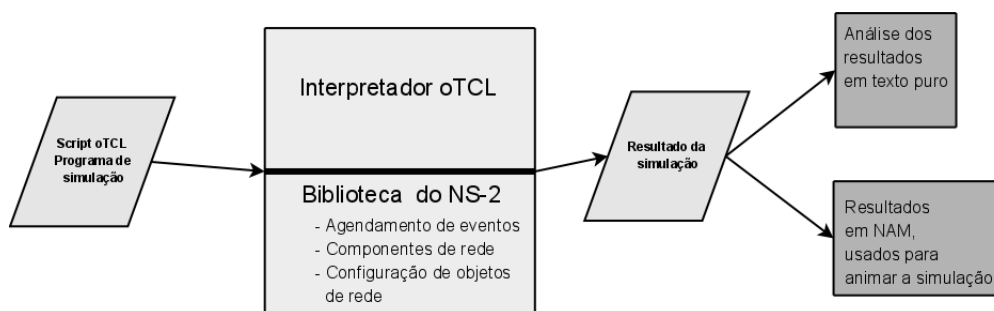 Script oTCL
Programa de
simulação
Interpretador oTCL
Biblioteca do NS-2
- Agendamento de eventos
- Componentes de rede
- Configuração de objetos
de rede
Resultado da
simulação
Análise dos
resultados
em texto puro
Resultados
em NAM,
usados para
animar a simulação